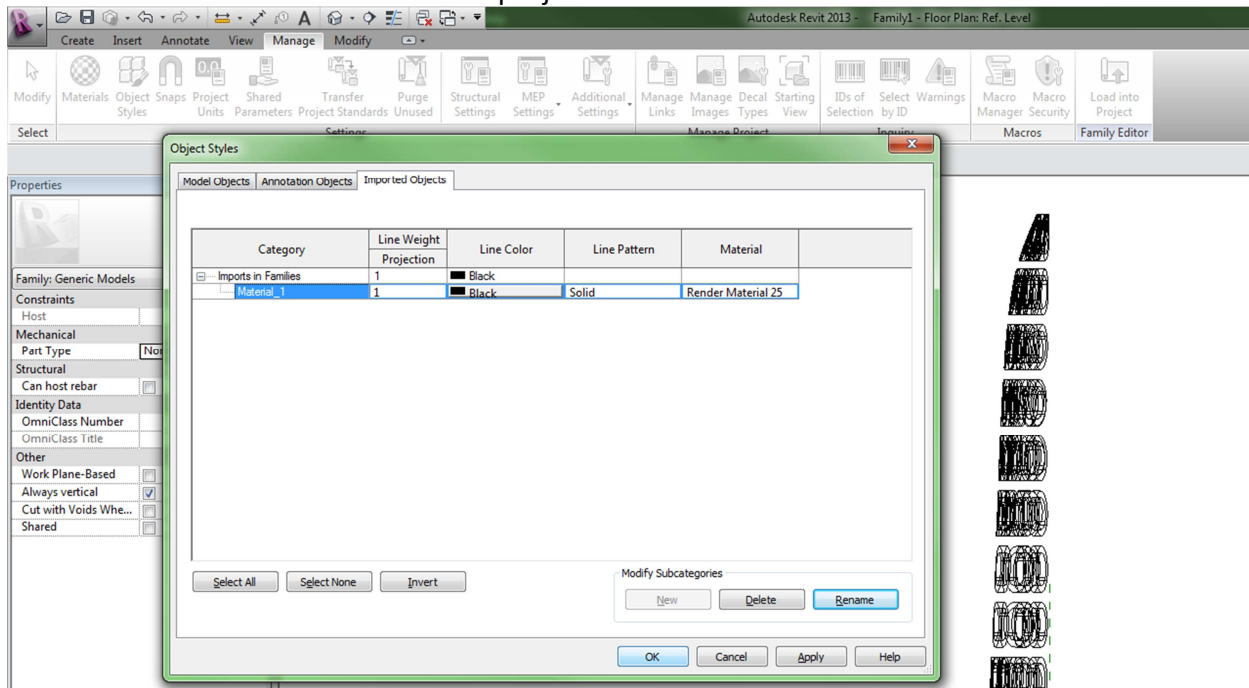 Autodesk Revit 2013 - Family1 - Floor Plan: Ref. Level
Create Insert Annotate View Manage Modify
Modify Materials Object Styles Snaps Project Units Shared Parameters Transfer Project Standards Purge Unused Structural Settings MEP Settings Additional Settings Manage Links Manage Images Decal Types Starting View IDs of Selection Select by ID Warnings Macro Manager Macro Security Load into Project
Select Settings Manage Project Inquiry Macros Family Editor
Object Styles
Properties
Model Objects Annotation Objects Imported Objects
Category Line Weight Line Color Line Pattern Material
Projection
Family: Generic Models
Imports in Families 1 Black
Material_1 1 Black Solid Render Material 25
Constraints
Host
Mechanical
Part Type
Structural
Can host rebar
Identity Data
OmniClass Number
OmniClass Title
Other
Work Plane-Based
Always vertical
Cut with Voids Whe...
Shared
Select All Select None Invert
Modify Subcategories
New Delete Rename
OK Cancel Apply Help